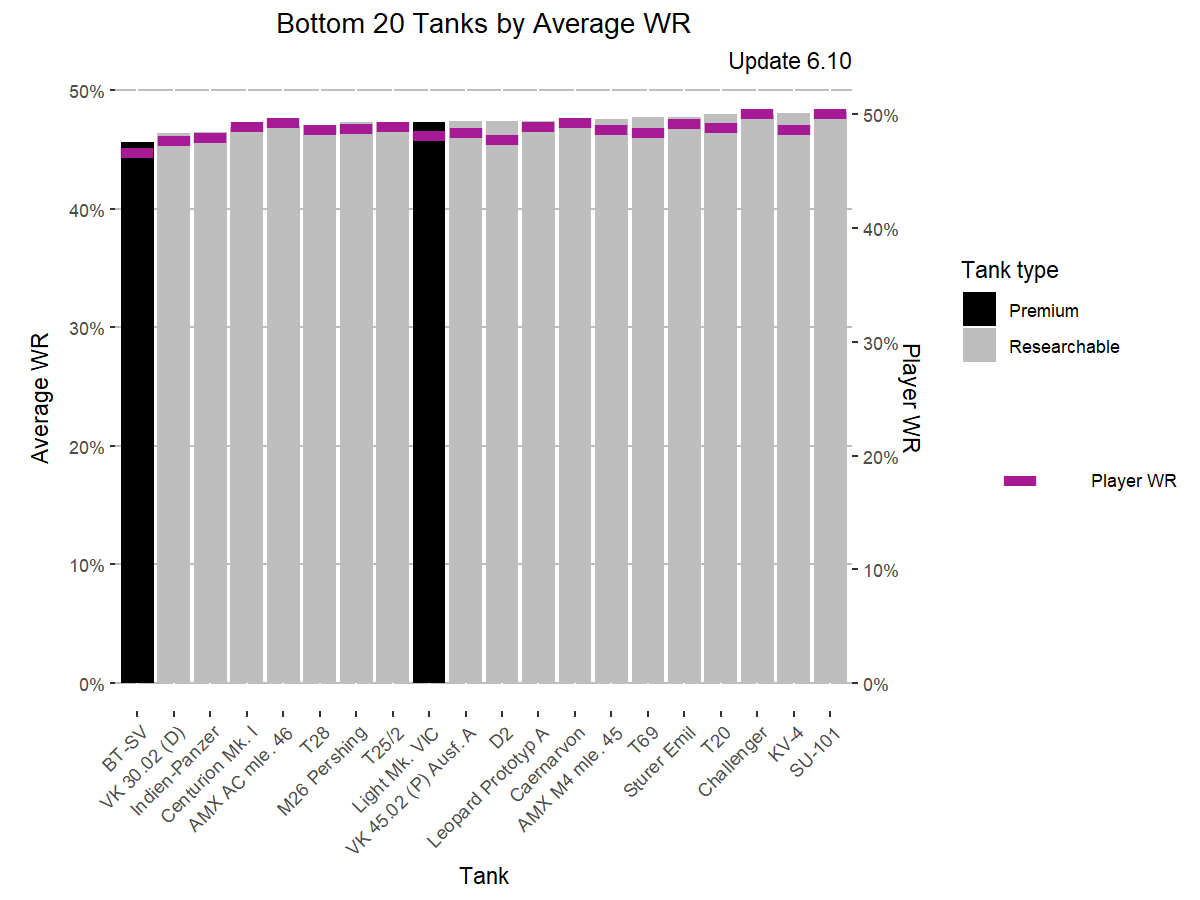 Bottom 20 Tanks by Average WR
Update 6.10
50%
40%
30%
20%
10%
0%
Average WR
50%
40%
30%
20%
10%
0%
Player WR
BT-SV
VK 30.02 (D)
Indien-Panzer
Centurion Mk. I
AMX AC mle. 46
T28
M26 Pershing
T25/2
Light Mk. VIC
VK 45.02 (P) Ausf. A
D2
Leopard Prototyp A
Caernarvon
AMX M4 mle. 45
T69
Sturer Emil
T20
Challenger
KV-4
SU-101
Tank
Tank type
Premium
Researchable
Player WR